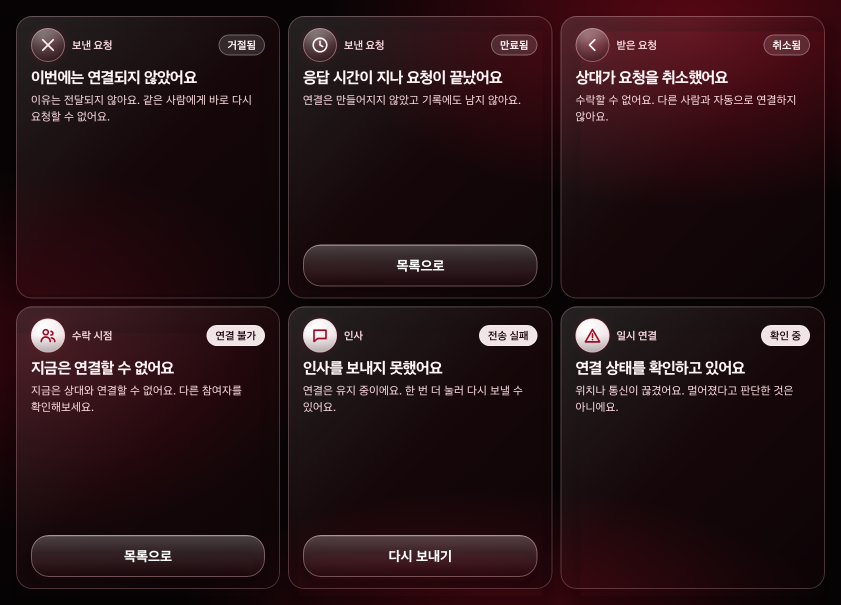 보낸 요청
거절됨
이번에는 연결되지 않았어요
이유는 전달되지 않아요. 같은 사람에게 바로 다시
요청할 수 없어요.
보낸 요청
만료됨
응답 시간이 지나 요청이 끝났어요
연결은 만들어지지 않았고 기록에도 남지 않아요.
목록으로
받은 요청
취소됨
상대가 요청을 취소했어요
수락할 수 없어요. 다른 사람과 자동으로 연결하지
않아요.
수락 시점
연결 불가
지금은 연결할 수 없어요
지금은 상대와 연결할 수 없어요. 다른 참여자를
확인해보세요.
목록으로
인사
전송 실패
인사를 보내지 못했어요
연결은 유지 중이에요. 한 번 더 눌러 다시 보낼 수
있어요.
다시 보내기
일시 연결
확인 중
연결 상태를 확인하고 있어요
위치나 통신이 끊겼어요. 멀어졌다고 판단한 것은
아니에요.